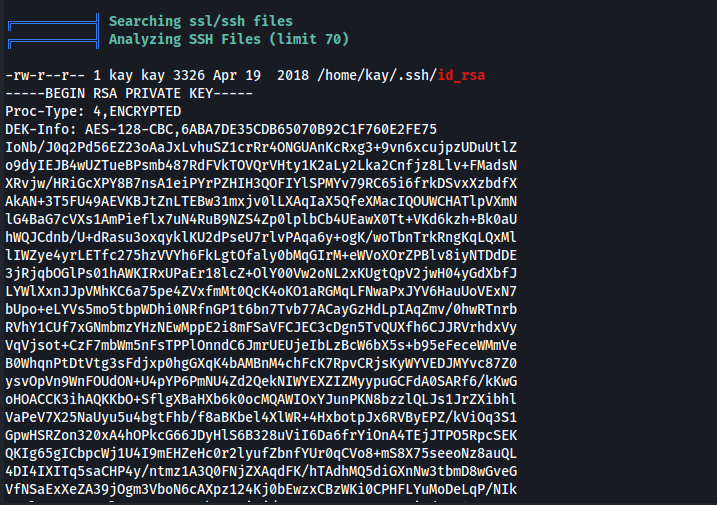 Searching ssl/ssh files
Analyzing SSH Files (limit 70)
-rw-r--r-- 1 kay kay 3326 Apr 19  2018 /home/kay/.ssh/id_rsa
-----BEGIN RSA PRIVATE KEY-----
Proc-Type: 4,ENCRYPTED
DEK-Info: AES-128-CBC,6ABA7DE35CDB65070B92C1F760E2FE75
IoNb/J0q2Pd56EZ23oAaJxLvhuSZ1crRr4ONGUAnKcRxg3+9vn6xcujpzUDuUtlZ
o9dyIEJB4wUZTueBPsmb487RdFVkTOVQrVHty1K2aLy2Lka2Cnfjz8Llv+FMadsN
XRvjw/HRiGcXPY8B7nsA1eiPYrPZHIH3QOFIYlSPMYv79RC65i6frkDSvxXzbdfX
AkAN+3T5FU49AEVKBJtZnLTEBw31mxjv0lLXAqIaX5QfeXMacIQOUWCHATlpVXmN
lG4BaG7cVXs1AmPieflx7uN4RuB9NZS4Zp0lplbCb4UEawX0Tt+VKd6kzh+Bk0aU
hWQJCdnb/U+dRasu3oxqyklKU2dPseU7rlvPAqa6y+ogK/woTbnTrkRngKqLQxMl
lIWZye4yrLETfc275hzVVYh6FkLgtOfaly0bMqGIrM+eWVoXOrZPBlv8iyNTDdDE
3jRjqbOGlPs01hAWKIRxUPaEr18lcZ+OlY00Vw2oNL2xKUgtQpV2jwH04yGdXbfJ
LYWlXxnJJpVMhKC6a75pe4ZVxfmMt0QcK4oKO1aRGMqLFNwaPxJYV6HauUoVExN7
bUpo+eLYVs5mo5tbpWDhi0NRfnGP1t6bn7Tvb77ACayGzHdLpIAqZmv/0hwRTnrb
RVhY1CUf7xGNmbmzYHzNEwMppE2i8mFSaVFCJEC3cDgn5TvQUXfh6CJJRVrhdxVy
VqVjsot+CzF7mbWm5nFsTPPlOnndC6JmrUEUjeIbLzBcW6bX5s+b95eFeceWMmVe
B0WhqnPtDtVtg3sFdjxp0hgGXqK4bAMBnM4chFcK7RpvCRjsKyWYVEDJMYvc87Z0
ysvOpVn9WnFOUdON+U4pYP6PmNU4Zd2QekNIWYEXZIZMyypuGCFdA0SARf6/kKwG
oHOACCK3ihAQKKbO+SflgXBaHXb6k0ocMQAWIOxYJunPKN8bzzlQLJs1JrZXibhl
VaPeV7X25NaUyu5u4bgtFhb/f8aBKbel4XlWR+4HxbotpJx6RVByEPZ/kViOq3S1
GpwHSRZon320xA4hOPkcG66JDyHlS6B328uViI6Da6frYiOnA4TEjJTPO5RpcSEK
QKIg65gICbpcWj1U4I9mEHZeHc0r2lyufZbnfYUr0qCVo8+mS8X75seeoNz8auQL
4DI4IXITq5saCHP4y/ntmz1A3Q0FNjZXAqdFK/hTAdhMQ5diGXnNw3tbmD8wGveG
VfNSaExXeZA39jOgm3VboN6cAXpz124Kj0bEwzxCBzWKi0CPHFLYuMoDeLqP/NIk